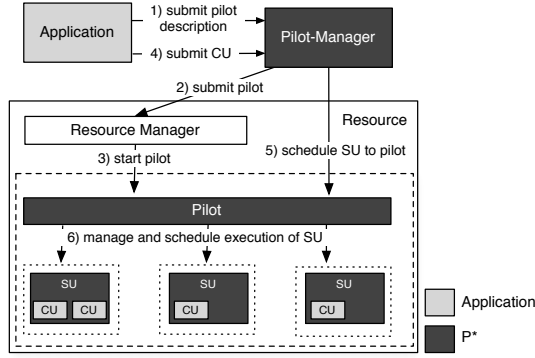 Application
1) submit pilot
description
4) submit CU
Pilot-Manager
2) submit pilot
Resource
Resource Manager
3) start pilot
5) schedule SU to pilot
Pilot
6) manage and schedule execution of SU
SU
SU
SU
CU
CU
CU
CU
Application
P*